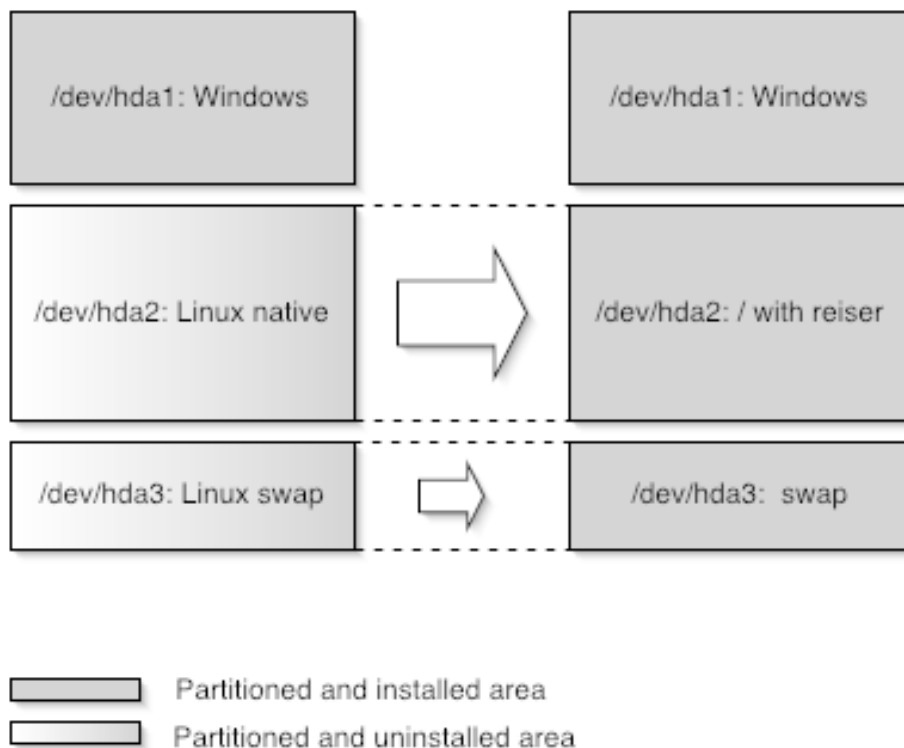 /dev/hda1: Windows
/dev/hda1: Windows
/dev/hda2: Linux native
/dev/hda2: / with reiser
/dev/hda3: Linux swap
/dev/hda3: swap
Partitioned and installed area
Partitioned and uninstalled area